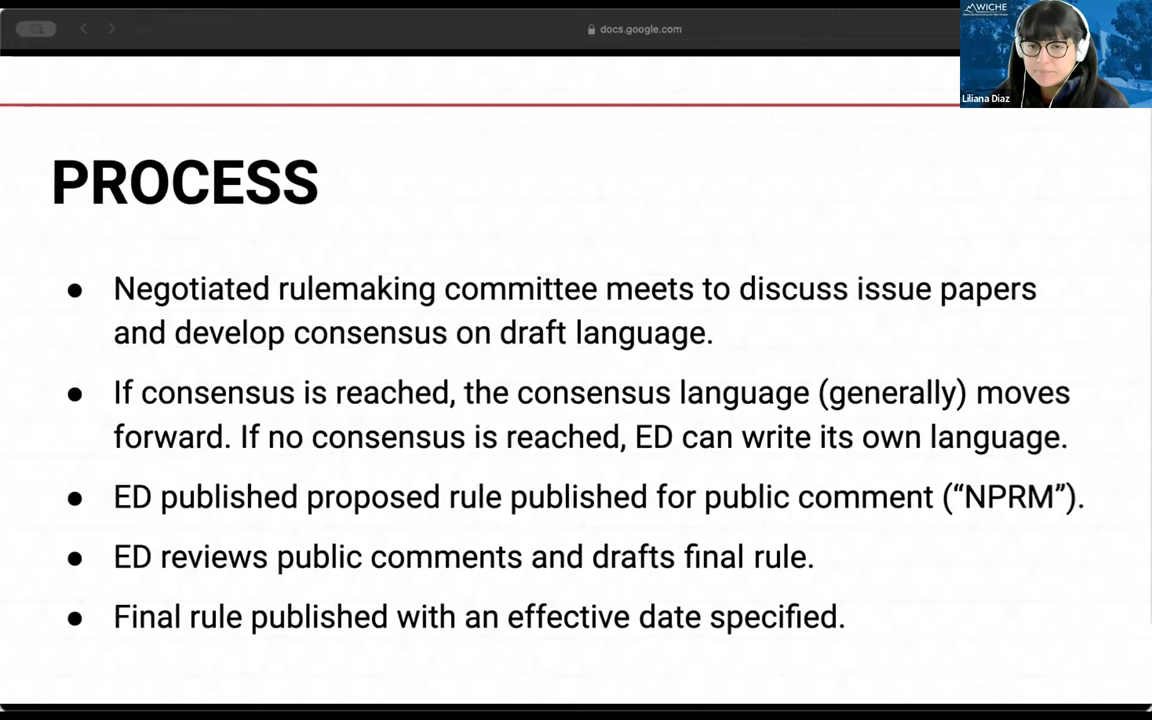 docs.google.com
WICHE
Liliana Diaz
PROCESS
● Negotiated rulemaking committee meets to discuss issue papers
and develop consensus on draft language.
● If consensus is reached, the consensus language (generally) moves
forward. If no consensus is reached, ED can write its own language.
● ED published proposed rule published for public comment (“NPRM”).
● ED reviews public comments and drafts final rule.
● Final rule published with an effective date specified.